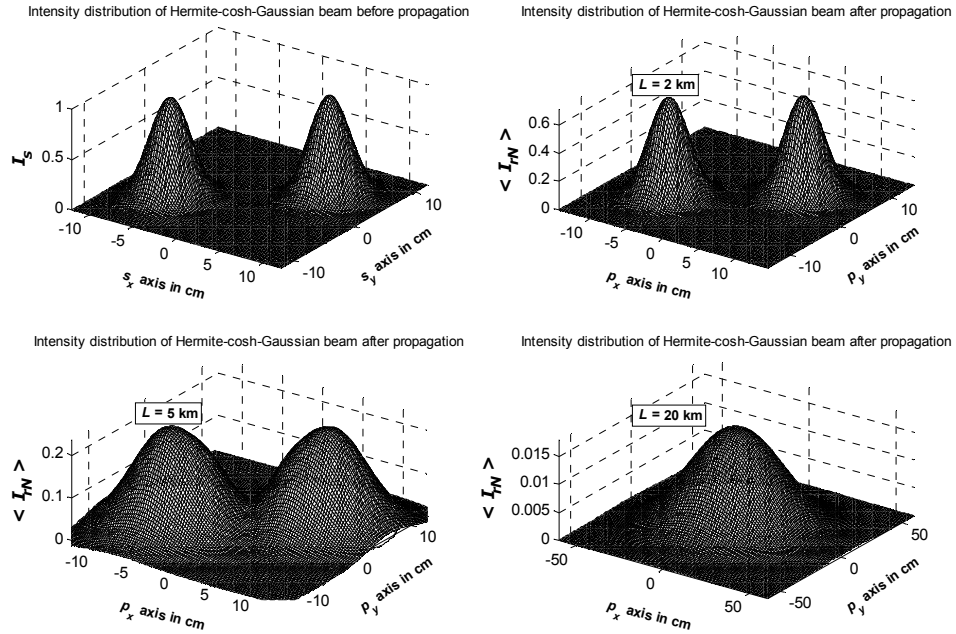 Intensity distribution of Hermite-cosh-Gaussian beam before propagation
1
0.5
0
I_s
-10
-5
0
5
10
s_x axis in cm
-10
0
10
s_y axis in cm
Intensity distribution of Hermite-cosh-Gaussian beam after propagation
L = 2 km
0.6
0.4
0.2
0
< I_rN >
-10
-5
0
5
10
p_x axis in cm
-10
0
10
p_y axis in cm
Intensity distribution of Hermite-cosh-Gaussian beam after propagation
L = 5 km
0.2
0.1
0
< I_rN >
-10
-5
0
5
10
p_x axis in cm
-10
0
10
p_y axis in cm
Intensity distribution of Hermite-cosh-Gaussian beam after propagation
L = 20 km
0.015
0.01
0.005
0
< I_rN >
-50
0
50
p_x axis in cm
-50
0
50
p_y axis in cm